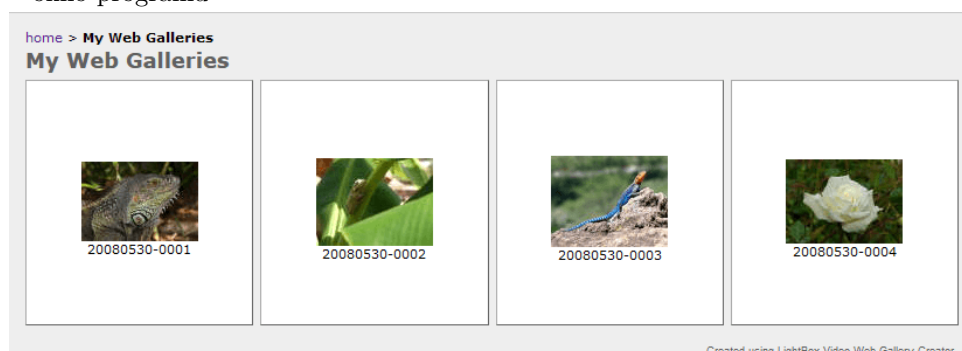 home > My Web Galleries
My Web Galleries
20080530-0001
20080530-0002
20080530-0003
20080530-0004
Created using LightBox Video Web Gallery Creator